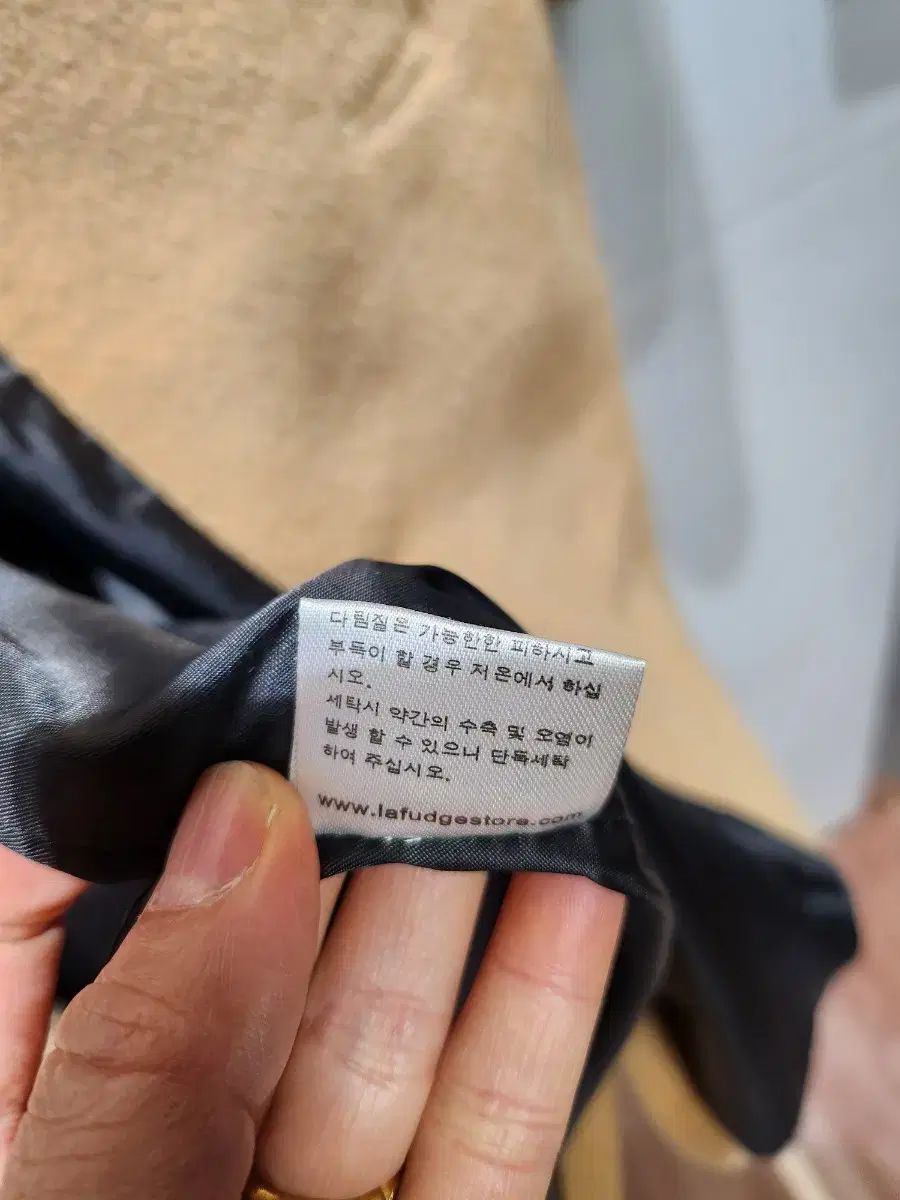 다림질은 가능한한 피하시고
부득이 할 경우 저온에서 하십
시오.
세탁시 약간의 수축 및 오염이
발생 할 수 있으니 단독세탁
하여 주십시오.
www.lafudgestore.com